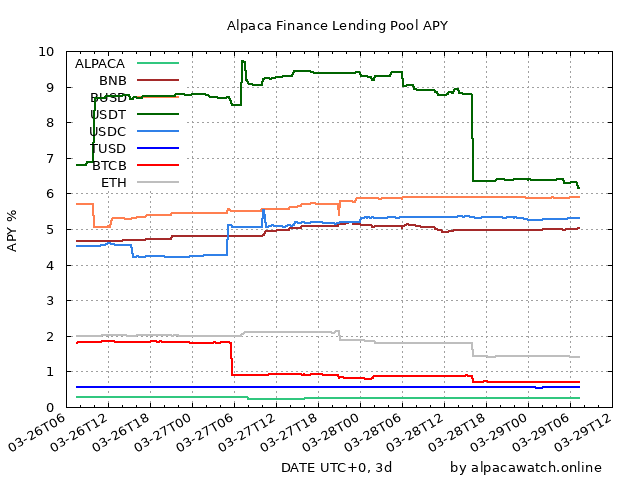 Alpaca Finance Lending Pool APY
10
9
8
7
6
5
4
3
2
1
0
APY %
ALPACA
BNB
BUSD
USDT
USDC
TUSD
BTCB
ETH
03-26T06
03-26T12
03-26T18
03-27T00
03-27T06
03-27T12
03-27T18
03-28T00
03-28T06
03-28T12
03-28T18
03-29T00
03-29T06
03-29T12
DATE UTC+0, 3d
by alpacawatch.online